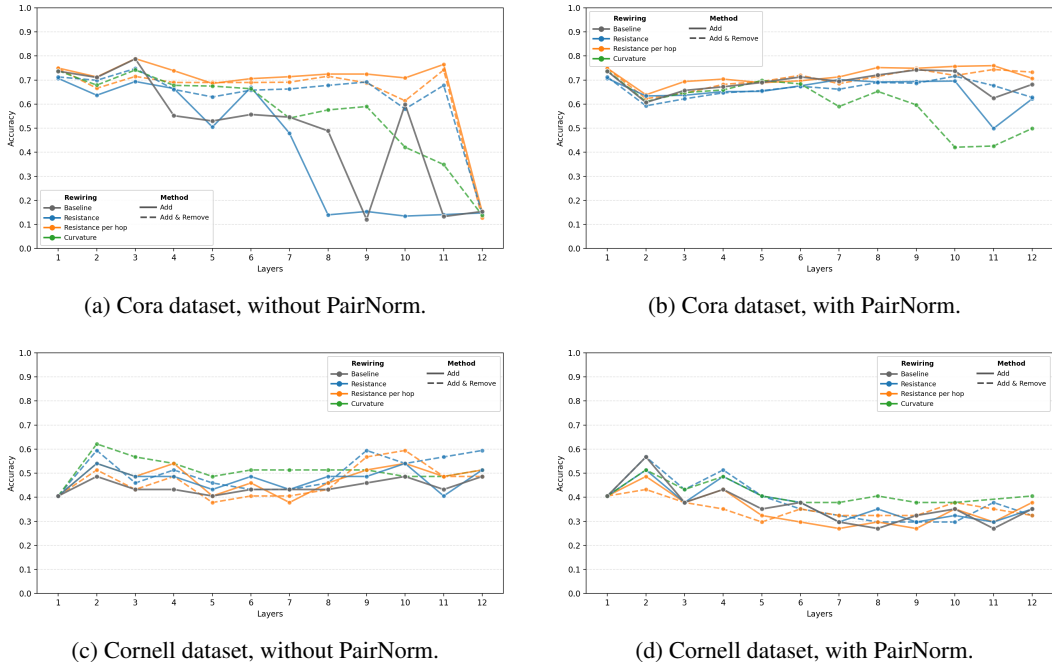 1.0
0.9
0.8
0.7
0.6
0.5
0.4
0.3
0.2
0.1
0.0
Accuracy
Rewiring Method
Baseline Add
Resistance Add & Remove
Resistance per hop
Curvature
1 2 3 4 5 6 7 8 9 10 11 12
Layers
(a) Cora dataset, without PairNorm.
1.0
0.9
0.8
0.7
0.6
0.5
0.4
0.3
0.2
0.1
0.0
Accuracy
Rewiring Method
Baseline Add
Resistance Add & Remove
Resistance per hop
Curvature
1 2 3 4 5 6 7 8 9 10 11 12
Layers
(b) Cora dataset, with PairNorm.
1.0
0.9
0.8
0.7
0.6
0.5
0.4
0.3
0.2
0.1
0.0
Accuracy
Rewiring Method
Baseline Add
Resistance Add & Remove
Resistance per hop
Curvature
1 2 3 4 5 6 7 8 9 10 11 12
Layers
(c) Cornell dataset, without PairNorm.
1.0
0.9
0.8
0.7
0.6
0.5
0.4
0.3
0.2
0.1
0.0
Accuracy
Rewiring Method
Baseline Add
Resistance Add & Remove
Resistance per hop
Curvature
1 2 3 4 5 6 7 8 9 10 11 12
Layers
(d) Cornell dataset, with PairNorm.